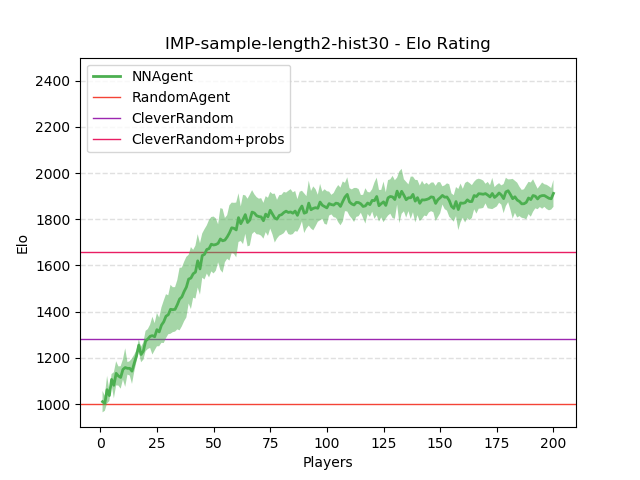 IMP-sample-length2-hist30 - Elo Rating
NNAgent
RandomAgent
CleverRandom
CleverRandom+probs
Elo
2400
2200
2000
1800
1600
1400
1200
1000
0 25 50 75 100 125 150 175 200
Players